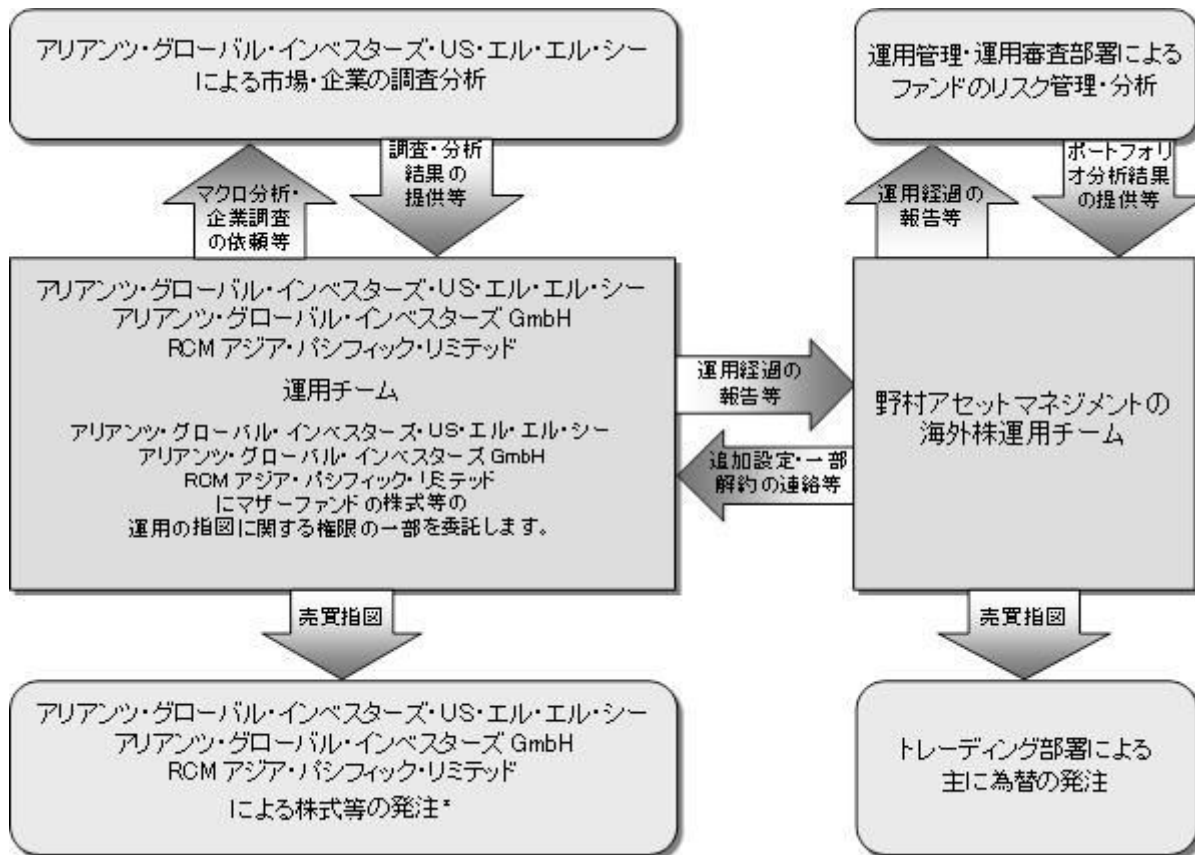 アリアンツ・グローバル・インベスターズ・US・エル・エル・シー
による市場・企業の調査分析
運用管理・運用審査部署による
ファンドのリスク管理・分析
マクロ分析・
企業調査
の依頼等
調査・分析
結果の
提供等
運用経過の
報告等
ポートフォリ
オ分析結果
の提供等
アリアンツ・グローバル・インベスターズ・US・エル・エル・シー
アリアンツ・グローバル・インベスターズ GmbH
RCM アジア・パシフィック・リミテッド
運用チーム
アリアンツ・グローバル・インベスターズ・US・エル・エル・シー
アリアンツ・グローバル・インベスターズ GmbH
RCM アジア・パシフィック・リミテッド
にマザーファンドの株式等の
運用の指図に関する権限の一部を委託します。
運用経過の
報告等
追加設定・一部
解約の連絡等
野村アセットマネジメントの
海外株運用チーム
売買指図
売買指図
アリアンツ・グローバル・インベスターズ・US・エル・エル・シー
アリアンツ・グローバル・インベスターズ GmbH
RCM アジア・パシフィック・リミテッド
による株式等の発注*
トレーディング部署による
主に為替の発注